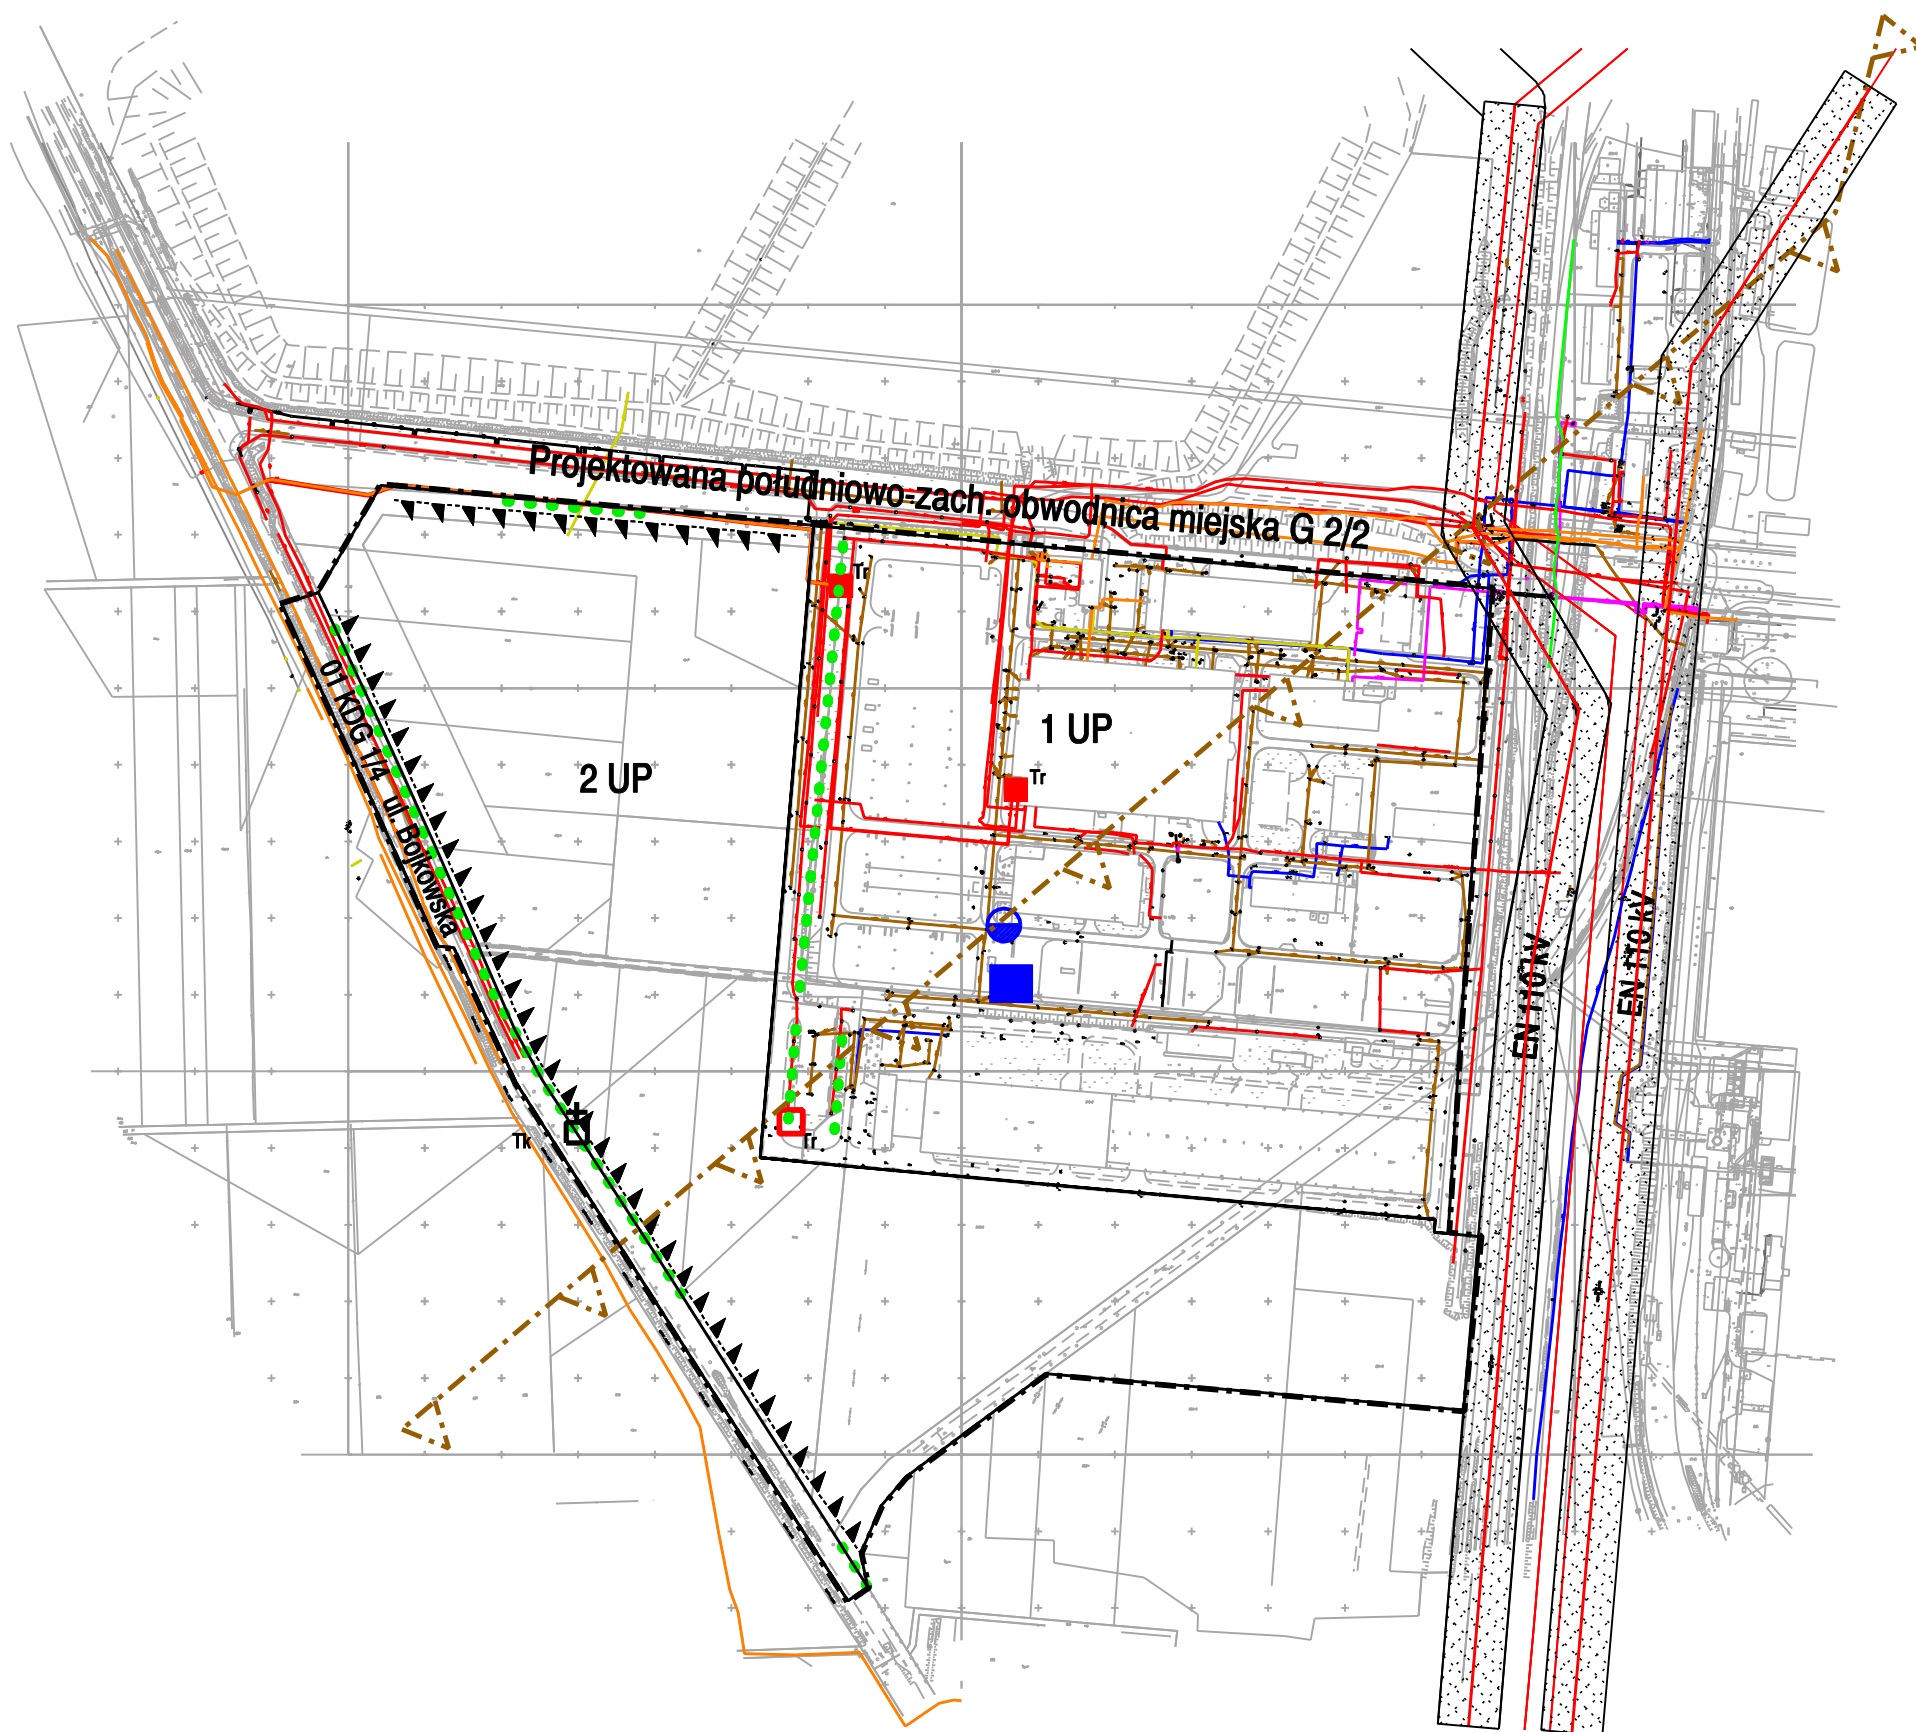 Projektowana południowo-zach. obwodnica miejska G 2/2
Tr
01 KDG 1/4 ul. Bojkowska
1 UP
2 UP
Tr
EN 110 kV
EN 110 kV
Tk
Tr